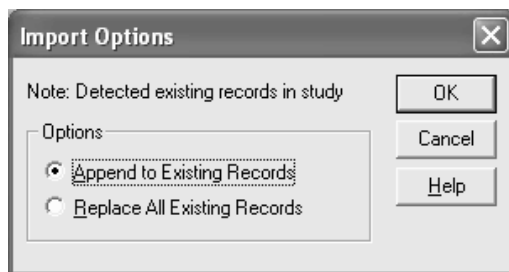 Import Options
Note: Detected existing records in study
OK
Options
Cancel
Append to Existing Records
Help
Replace All Existing Records